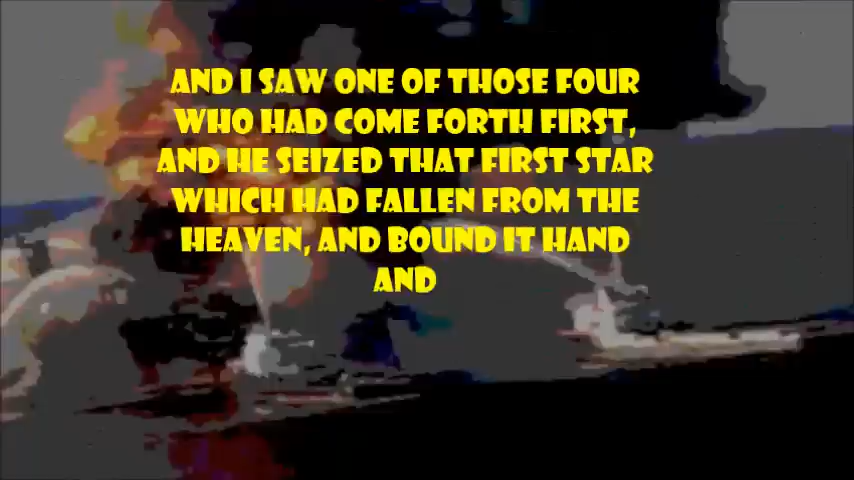 AND I SAW ONE OF THOSE FOUR
WHO HAD COME FORTH FIRST,
AND HE SEIZED THAT FIRST STAR
WHICH HAD FALLEN FROM THE
HEAVEN, AND BOUND IT HAND
AND